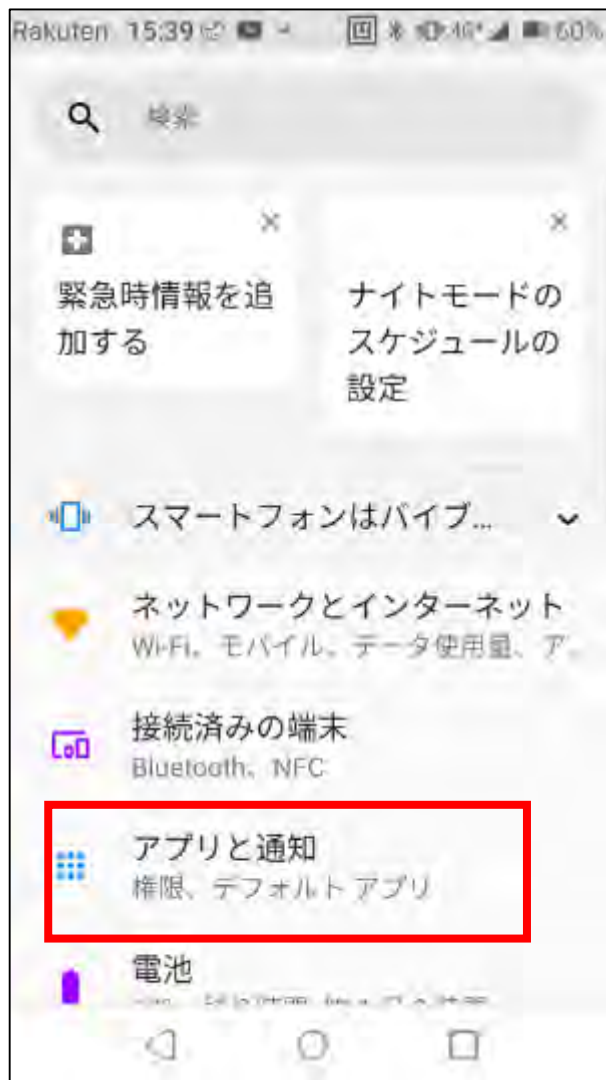 Rakuten 15:39 60%
検索
緊急時情報を追
加する
ナイトモードの
スケジュールの
設定
スマートフォンはバイブ...
ネットワークとインターネット
Wi-Fi、モバイル、データ使用量、ア
接続済みの端末
Bluetooth、NFC
アプリと通知
権限、デフォルト アプリ
電池